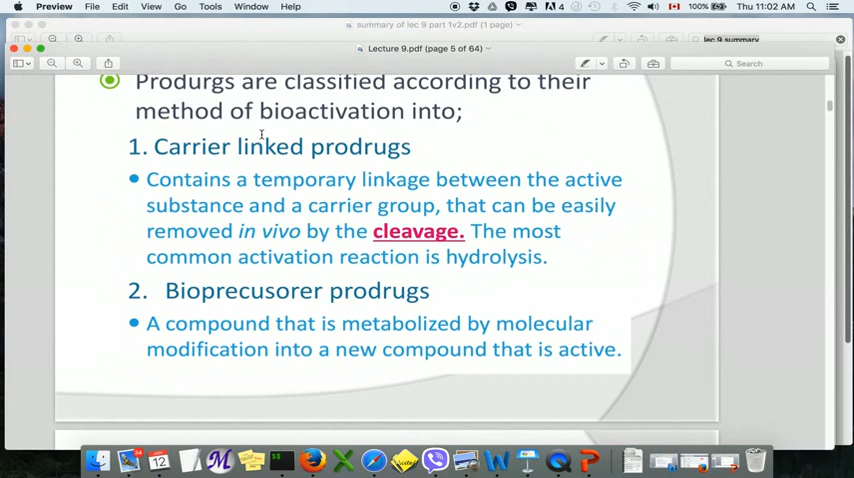 Preview File Edit View Go Tools Window Help
4 100% Thu 11:02 AM
summary of lec 9 part 1v2.pdf (1 page)
lec 9 summary
Lecture 9.pdf (page 5 of 64)
Search
Produrgs are classified according to their
method of bioactivation into;
1. Carrier linked prodrugs
• Contains a temporary linkage between the active
substance and a carrier group, that can be easily
removed in vivo by the cleavage. The most
common activation reaction is hydrolysis.
2. Bioprecusorer prodrugs
• A compound that is metabolized by molecular
modification into a new compound that is active.
12